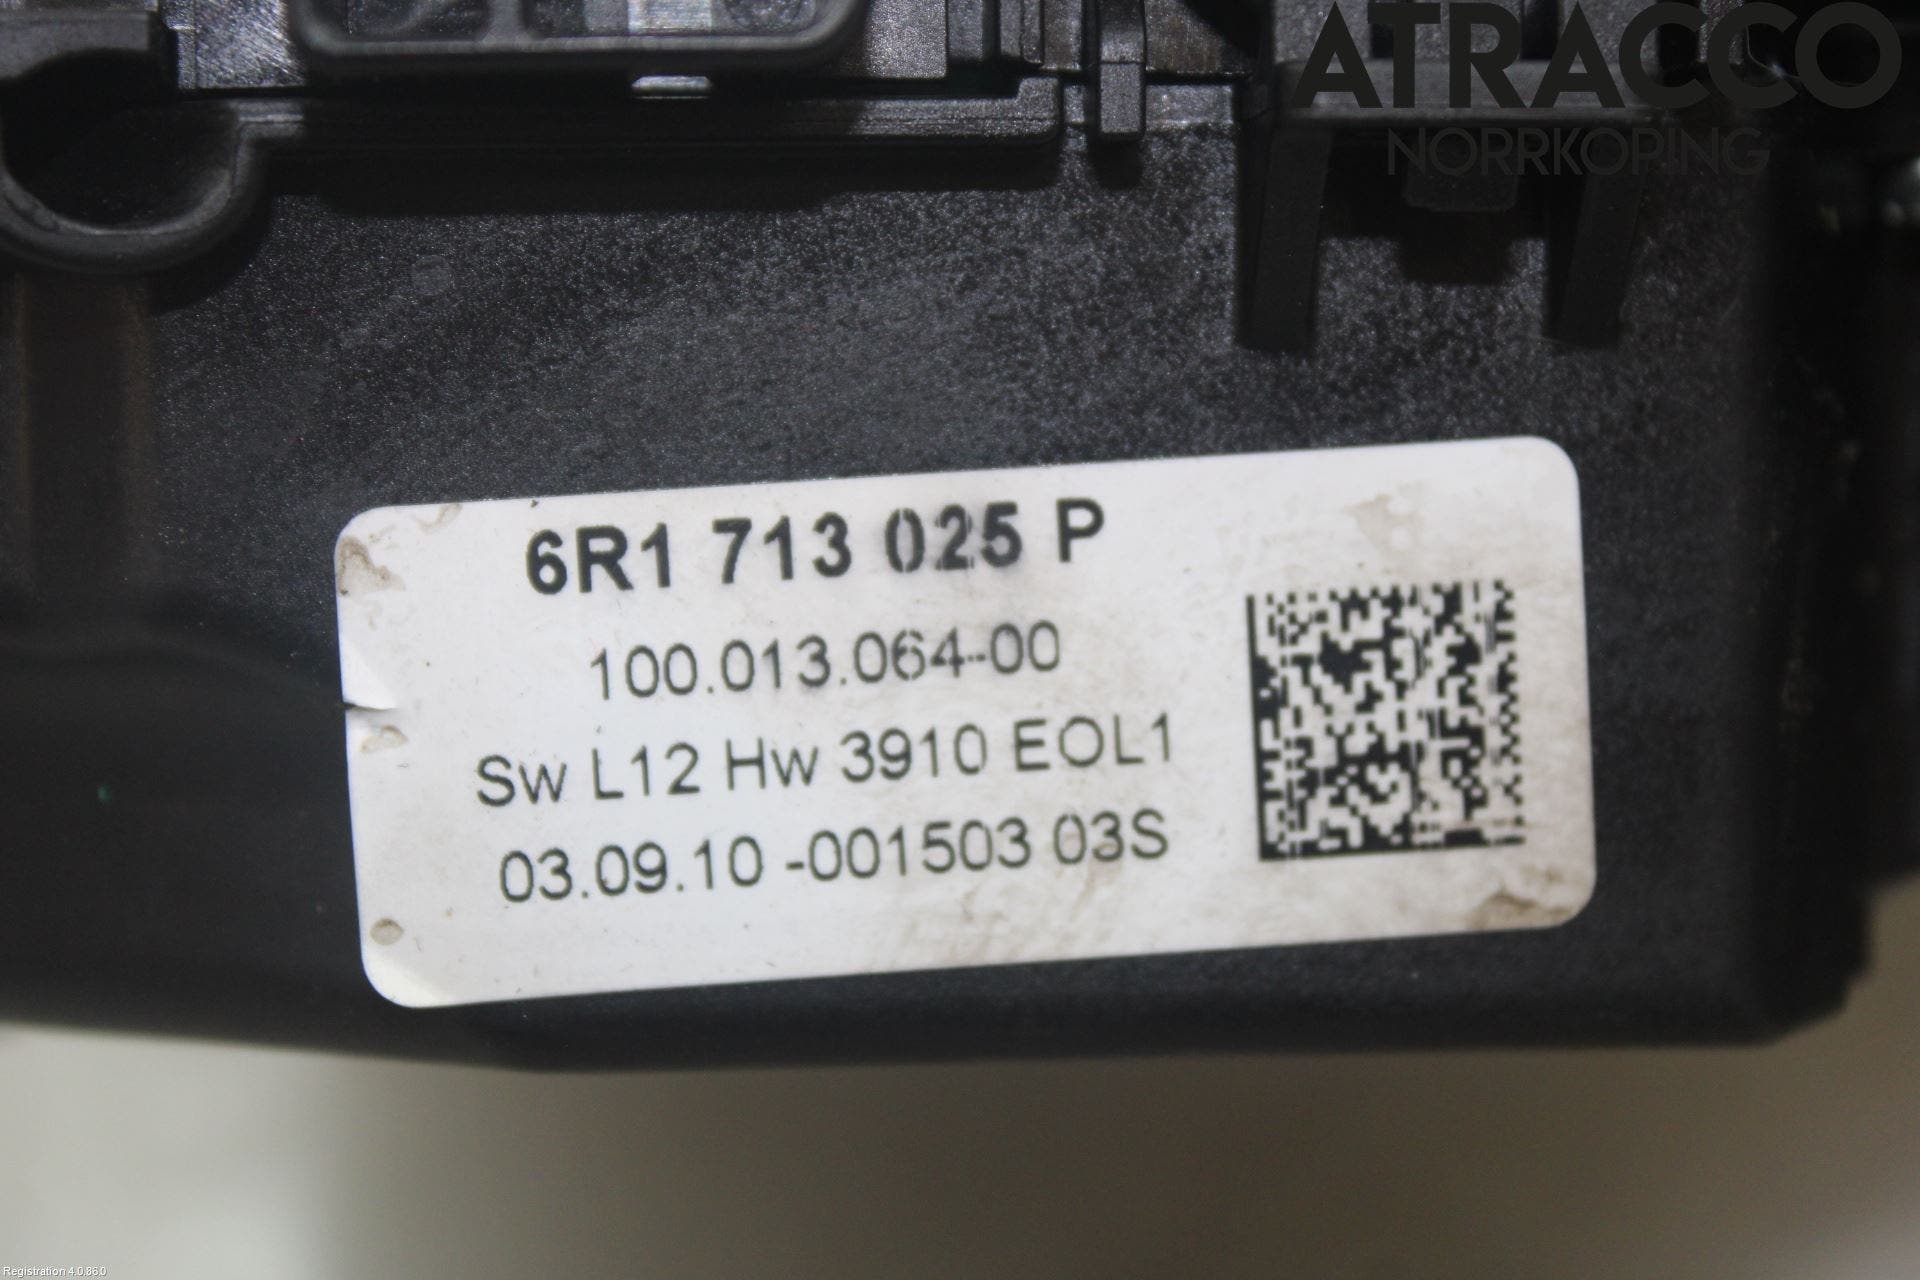 ATRACCO
NORRKÖPING
6R1 713 025 P
100.013.064-00
Sw L12 Hw 3910 EOL1
03.09.10 -001503 03S
Registration 4.0.86.0